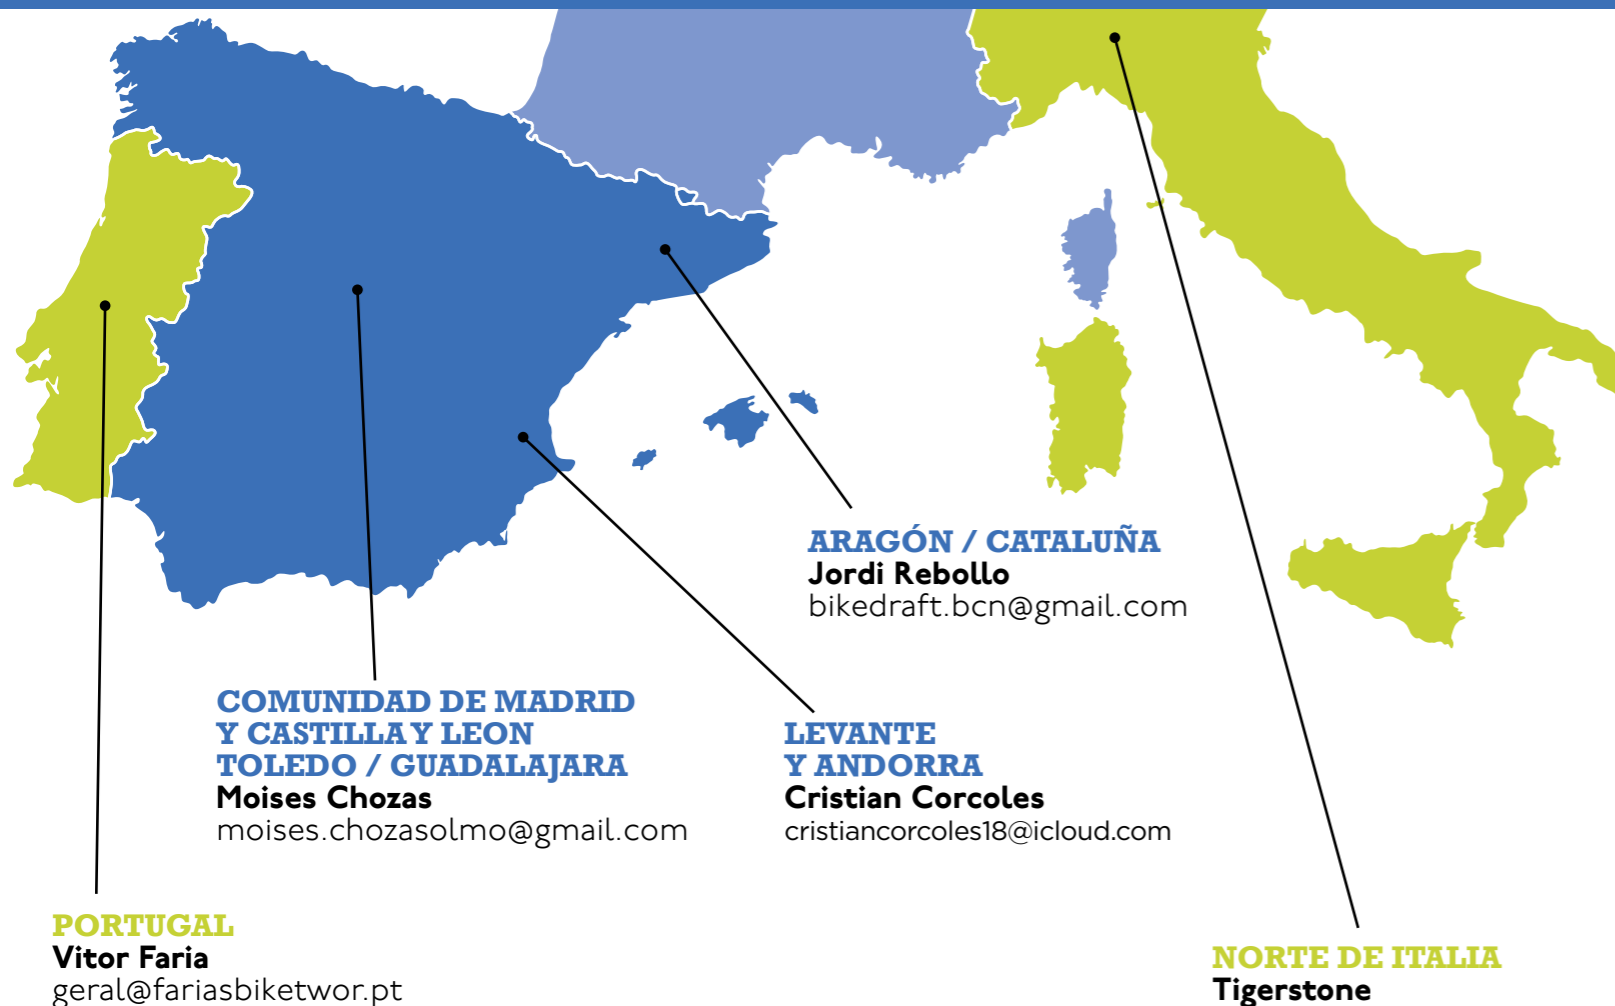 ARAGÓN / CATALUÑA
Jordi Rebollo
bikedraft.bcn@gmail.com
COMUNIDAD DE MADRID
Y CASTILLA Y LEON
TOLEDO / GUADALAJARA
Moises Chozas
moises.chozasolmo@gmail.com
LEVANTE
Y ANDORRA
Cristian Corcoles
cristiancorcoles18@icloud.com
PORTUGAL
Vitor Faria
geral@fariasbiketwor.pt
NORTE DE ITALIA
Tigerstone